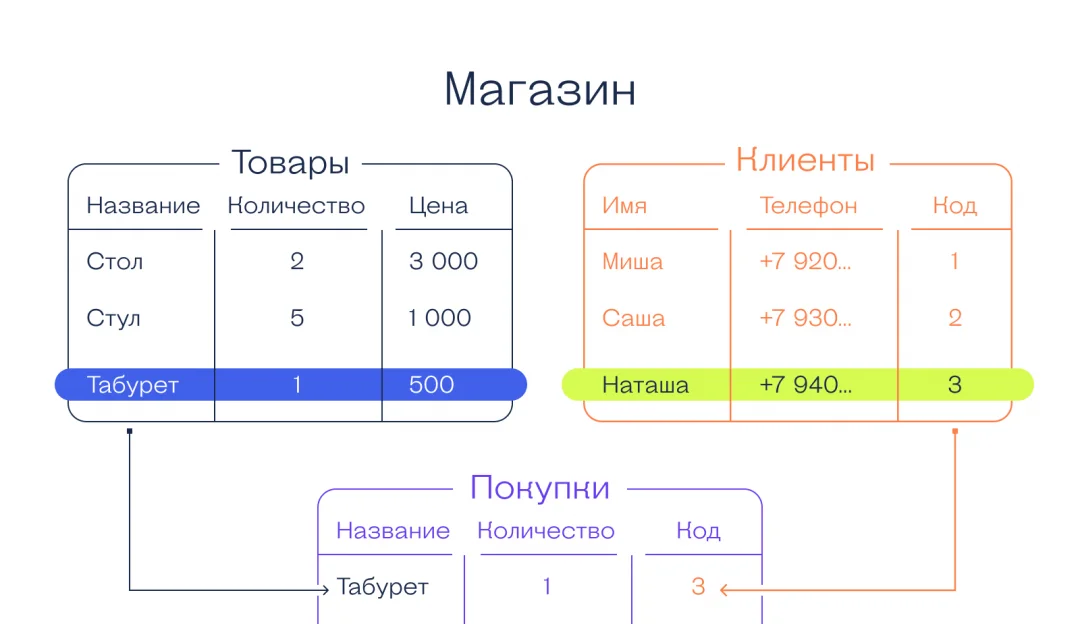 Магазин
Товары
Название Количество Цена
Стол 2 3 000
Стул 5 1 000
Табурет 1 500
Клиенты
Имя Телефон Код
Миша +7 920... 1
Саша +7 930... 2
Наташа +7 940... 3
Покупки
Название Количество Код
Табурет 1 3